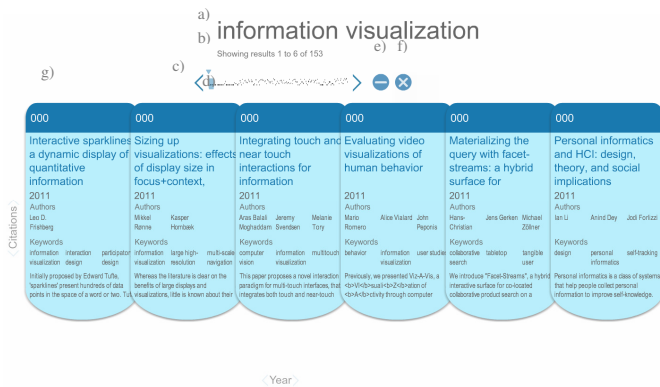 a)
information visualization
b)
Showing results 1 to 6 of 153
e)
f)
c)
d)
g)
000
Interactive sparklines
a dynamic display of
quantitative
information
2011
Authors
Leo D.
Frishberg
Keywords
information interaction participatory
visualization design design
Initially proposed by Edward Tufte,
'sparklines' present hundreds of data
points in the space of a word or two. Tuf
000
Sizing up
visualizations: effects
of display size in
focus+context,
2011
Authors
Mikkel Kasper
Rønne Hornbæk
Keywords
information large high- multi-scale
visualization resolution navigation
Whereas the literature is clear on the
benefits of large displays and
visualizations, little is known about their
000
Integrating touch and
near touch
interactions for
information
2011
Authors
Aras Balali Jeremy Melanie
Moghaddam Svendsen Tory
Keywords
computer information multitouch
vision visualization
This paper proposes a novel interaction
paradigm for multi-touch interfaces, that
integrates both touch and near-touch
000
Evaluating video
visualizations of
human behavior
2011
Authors
Mario Alice Vialard John
Romero Peponis
Keywords
behavior information user studies
visualization
Previously, we presented Viz-A-Vis, a
<b>VI</b>suali<b>Z</b>ation of
<b>A</b>ctivity through computer
000
Materializing the
query with facet-
streams: a hybrid
surface for
2011
Authors
Hans- Jens Gerken Michael
Christian Zöllner
Keywords
collaborative tabletop tangible
search user
We introduce "Facet-Streams", a hybrid
interactive surface for co-located
collaborative product search on a
000
Personal informatics
and HCI: design,
theory, and social
implications
2011
Authors
Ian Li Anind Dey Jodi Forlizzi
Keywords
design personal self-tracking
informatics
Personal informatics is a class of systems
that help people collect personal
information to improve self-knowledge.
Citations
Year